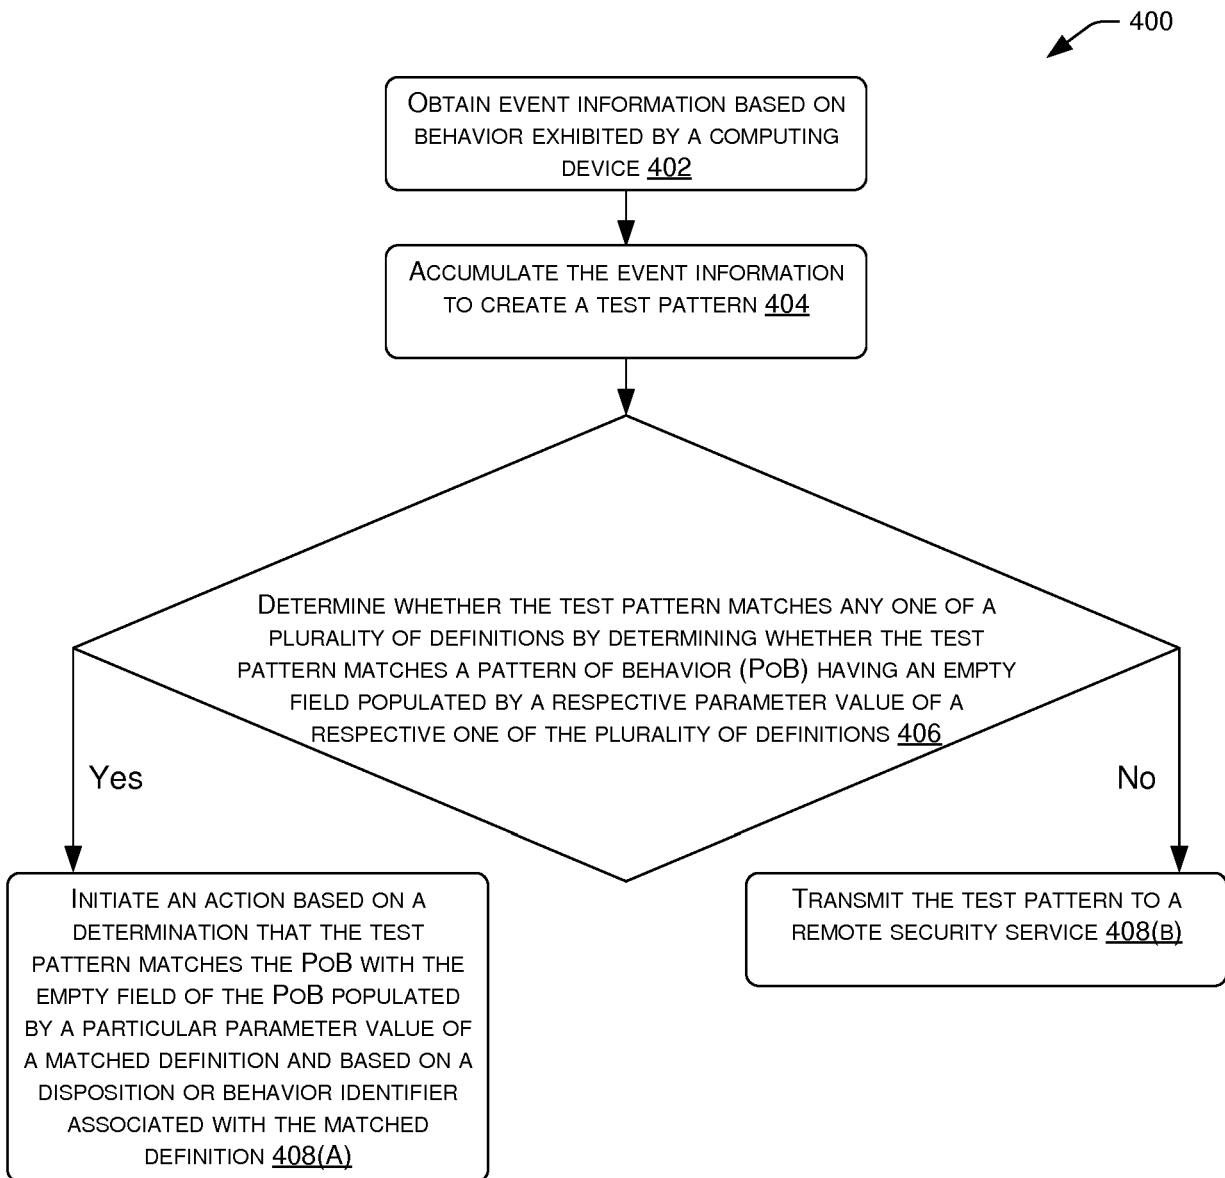 400
OBTAIN EVENT INFORMATION BASED ON
BEHAVIOR EXHIBITED BY A COMPUTING
DEVICE 402
ACCUMULATE THE EVENT INFORMATION
TO CREATE A TEST PATTERN 404
DETERMINE WHETHER THE TEST PATTERN MATCHES ANY ONE OF A
PLURALITY OF DEFINITIONS BY DETERMINING WHETHER THE TEST
PATTERN MATCHES A PATTERN OF BEHAVIOR (POB) HAVING AN EMPTY
FIELD POPULATED BY A RESPECTIVE PARAMETER VALUE OF A
RESPECTIVE ONE OF THE PLURALITY OF DEFINITIONS 406
Yes
No
INITIATE AN ACTION BASED ON A
DETERMINATION THAT THE TEST
PATTERN MATCHES THE POB WITH THE
EMPTY FIELD OF THE POB POPULATED
BY A PARTICULAR PARAMETER VALUE OF
A MATCHED DEFINITION AND BASED ON A
DISPOSITION OR BEHAVIOR IDENTIFIER
ASSOCIATED WITH THE MATCHED
DEFINITION 408(A)
TRANSMIT THE TEST PATTERN TO A
REMOTE SECURITY SERVICE 408(B)